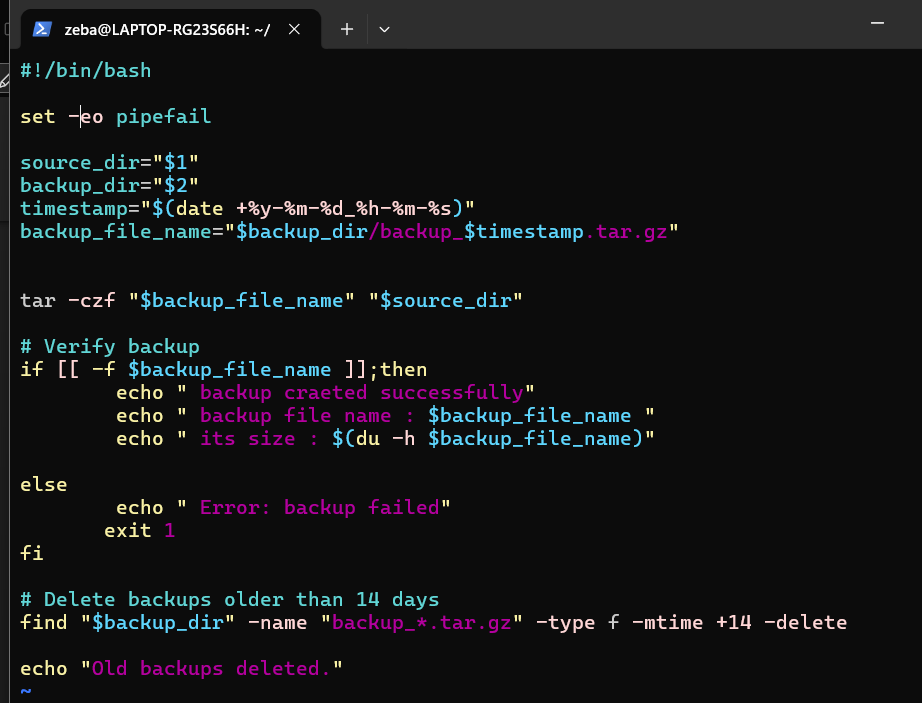 zeba@LAPTOP-RG23S66H: ~/
#!/bin/bash
set -eo pipefail
source_dir="$1"
backup_dir="$2"
timestamp="$(date +%y-%m-%d_%h-%m-%s)"
backup_file_name="$backup_dir/backup_$timestamp.tar.gz"
tar -czf "$backup_file_name" "$source_dir"
# Verify backup
if [[ -f $backup_file_name ]];then
echo " backup craeted successfully"
echo " backup file name : $backup_file_name "
echo " its size : $(du -h $backup_file_name)"
else
echo " Error: backup failed"
exit 1
fi
# Delete backups older than 14 days
find "$backup_dir" -name "backup_*.tar.gz" -type f -mtime +14 -delete
echo "Old backups deleted."
~